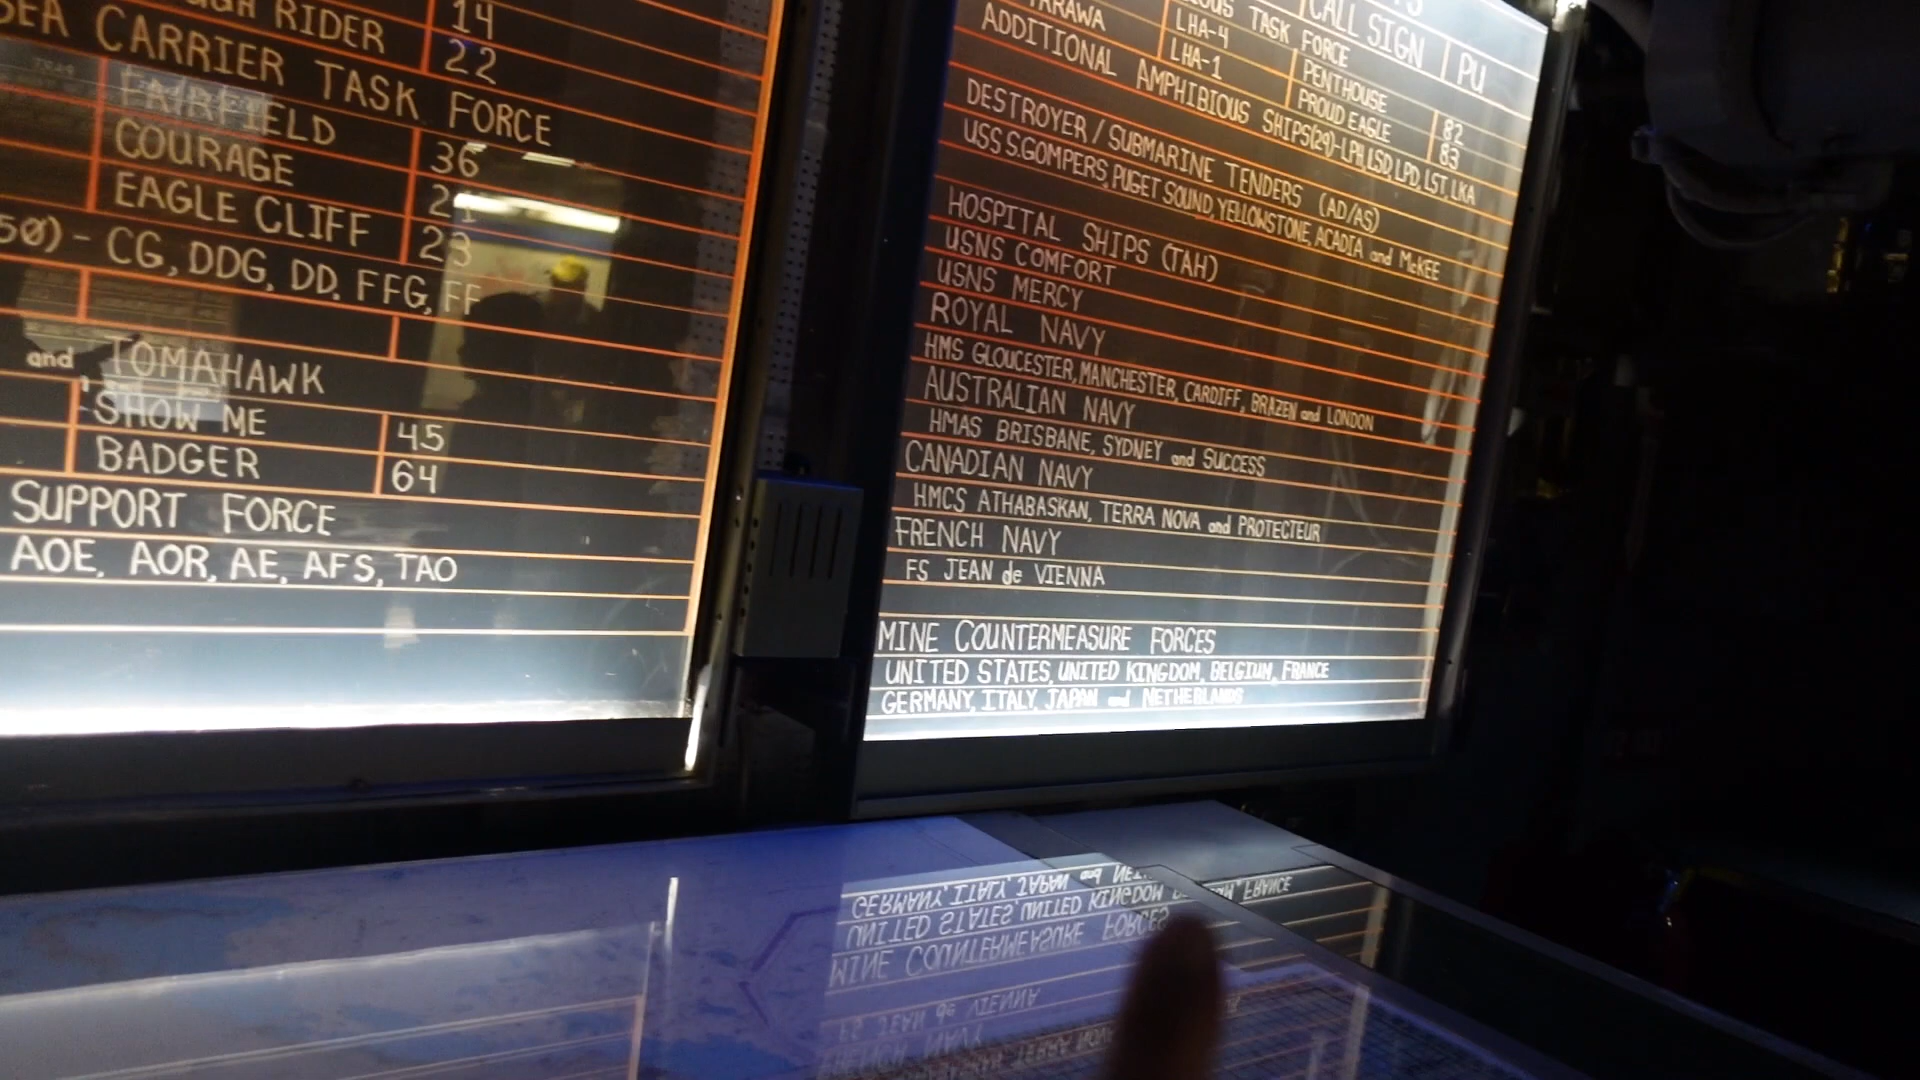 RIDER 14
22
SEA CARRIER TASK FORCE
FAIRFIELD 36
COURAGE 21
EAGLE CLIFF 23
50) - CG, DDG, DD, FFG, FF
and TOMAHAWK
SHOW ME 45
BADGER 64
SUPPORT FORCE
AOE, AOR, AE, AFS, TAO
CALL SIGN PU
TASK FORCE
LHA-4 PENTHOUSE 82
TARAWA LHA-1 PROUD EAGLE 83
ADDITIONAL AMPHIBIOUS SHIPS(29)-LPH, LSD, LPD, LST, LKA
DESTROYER / SUBMARINE TENDERS (AD/AS)
USS S.GOMPERS, PUGET SOUND, YELLOWSTONE, ACADIA and McKEE
HOSPITAL SHIPS (TAH)
USNS COMFORT
USNS MERCY
ROYAL NAVY
HMS GLOUCESTER, MANCHESTER, CARDIFF, BRAZEN and LONDON
AUSTRALIAN NAVY
HMAS BRISBANE, SYDNEY and SUCCESS
CANADIAN NAVY
HMCS ATHABASKAN, TERRA NOVA and PROTECTEUR
FRENCH NAVY
FS JEAN de VIENNA
MINE COUNTERMEASURE FORCES
UNITED STATES, UNITED KINGDOM, BELGIUM, FRANCE
GERMANY, ITALY, JAPAN and NETHERLANDS